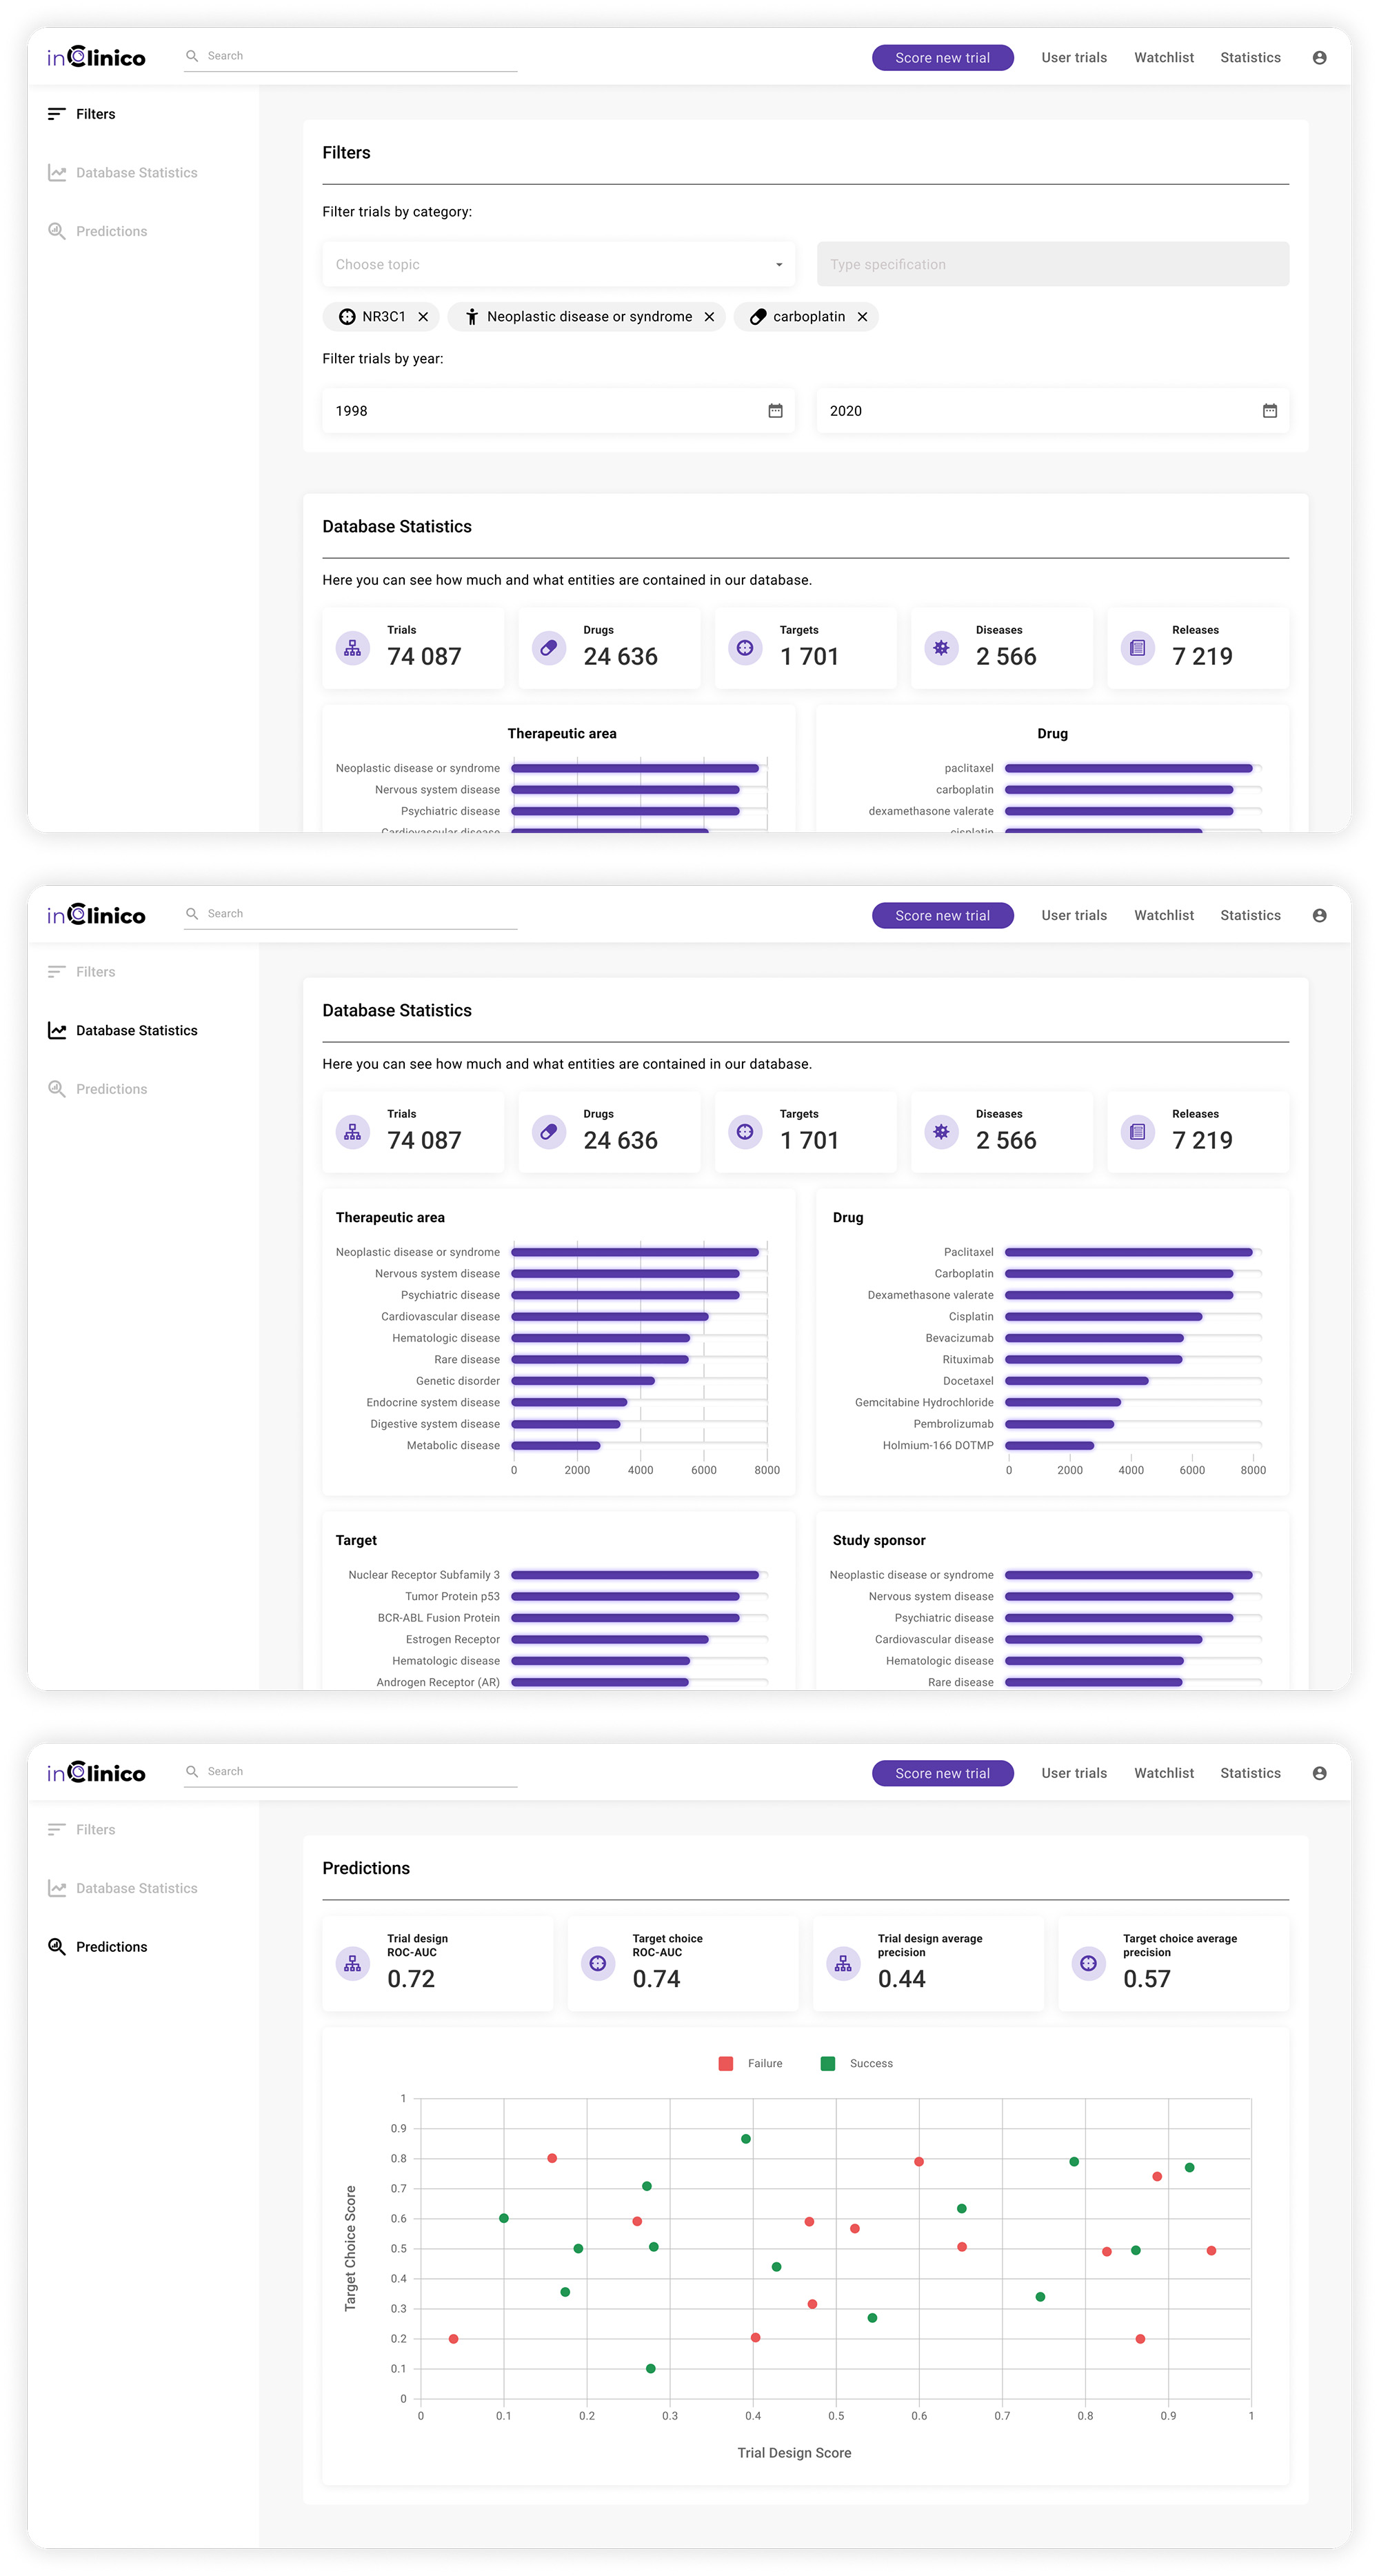 inClinico
Search
Score new trial
User trials
Watchlist
Statistics
Filters
Database Statistics
Predictions
Filters
Filter trials by category:
Choose topic
Type specification
NR3C1
Neoplastic disease or syndrome
carboplatin
Filter trials by year:
1998
2020
Database Statistics
Here you can see how much and what entities are contained in our database.
Trials
74 087
Drugs
24 636
Targets
1 701
Diseases
2 566
Releases
7 219
Therapeutic area
Neoplastic disease or syndrome
Nervous system disease
Psychiatric disease
Cardiovascular disease
Drug
paclitaxel
carboplatin
dexamethasone valerate
cisplatin
inClinico
Search
Score new trial
User trials
Watchlist
Statistics
Filters
Database Statistics
Predictions
Database Statistics
Here you can see how much and what entities are contained in our database.
Trials
74 087
Drugs
24 636
Targets
1 701
Diseases
2 566
Releases
7 219
Therapeutic area
Neoplastic disease or syndrome
Nervous system disease
Psychiatric disease
Cardiovascular disease
Hematologic disease
Rare disease
Genetic disorder
Endocrine system disease
Digestive system disease
Metabolic disease
0 2000 4000 6000 8000
Drug
Paclitaxel
Carboplatin
Dexamethasone valerate
Cisplatin
Bevacizumab
Rituximab
Docetaxel
Gemcitabine Hydrochloride
Pembrolizumab
Holmium-166 DOTMP
0 2000 4000 6000 8000
Target
Nuclear Receptor Subfamily 3
Tumor Protein p53
BCR-ABL Fusion Protein
Estrogen Receptor
Hematologic disease
Androgen Receptor (AR)
Study sponsor
Neoplastic disease or syndrome
Nervous system disease
Psychiatric disease
Cardiovascular disease
Hematologic disease
Rare disease
inClinico
Search
Score new trial
User trials
Watchlist
Statistics
Filters
Database Statistics
Predictions
Predictions
Trial design
ROC-AUC
0.72
Target choice
ROC-AUC
0.74
Trial design average
precision
0.44
Target choice average
precision
0.57
Failure
Success
Target Choice Score
1
0.9
0.8
0.7
0.6
0.5
0.4
0.3
0.2
0.1
0
0 0.1 0.2 0.3 0.4 0.5 0.6 0.7 0.8 0.9 1
Trial Design Score